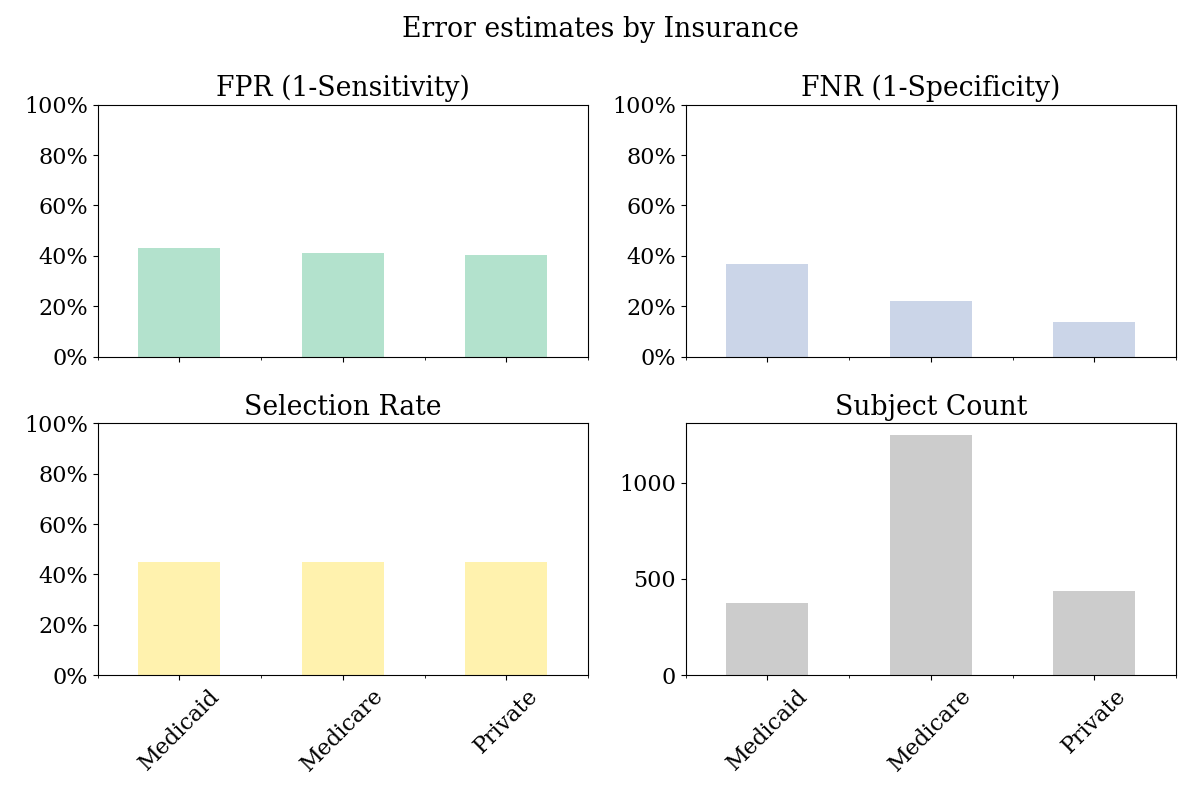 Error estimates by Insurance
FPR (1-Sensitivity)
100%
80%
60%
40%
20%
0%
FNR (1-Specificity)
100%
80%
60%
40%
20%
0%
Selection Rate
100%
80%
60%
40%
20%
0%
Medicaid
Medicare
Private
Subject Count
1000
500
0
Medicaid
Medicare
Private